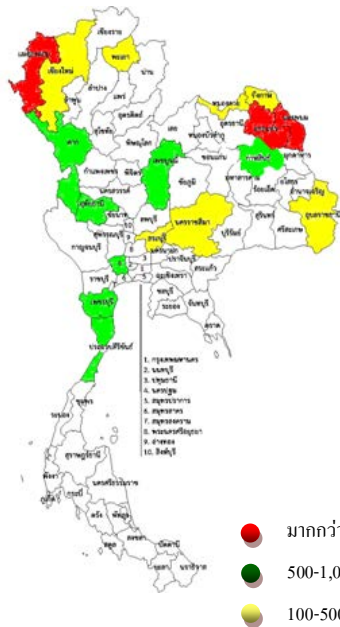 เชียงราย
เชียงใหม่
พะเยา
น่าน
ลำปาง
ลำพูน
แพร่
อุตรดิตถ์
สุโขทัย
ตาก
พิษณุโลก
กำแพงเพชร
พิจิตร
เพชรบูรณ์
เลย
หนองคาย
บึงกาฬ
อุดรธานี
หนองบัวลำภู
สกลนคร
นครพนม
กาฬสินธุ์
มุกดาหาร
ขอนแก่น
มหาสารคาม
ร้อยเอ็ด
ยโสธร
อำนาจเจริญ
อุบลราชธานี
ชัยภูมิ
นครสวรรค์
อุทัยธานี
ชัยนาท
ลพบุรี
นครราชสีมา
บุรีรัมย์
สุรินทร์
ศรีสะเกษ
สุพรรณบุรี
สระบุรี
กาญจนบุรี
นครนายก
ปราจีนบุรี
สระแก้ว
ราชบุรี
ฉะเชิงเทรา
ชลบุรี
ระยอง
จันทบุรี
ตราด
เพชรบุรี
ประจวบคีรีขันธ์
1. กรุงเทพมหานคร
2. นนทบุรี
3. ปทุมธานี
4. นครปฐม
5. สมุทรปราการ
6. สมุทรสาคร
7. สมุทรสงคราม
8. พระนครศรีอยุธยา
9. อ่างทอง
10. สิงห์บุรี
ชุมพร
ระนอง
สุราษฎร์ธานี
พังงา
นครศรีธรรมราช
ภูเก็ต
กระบี่
ตรัง
พัทลุง
สตูล
สงขลา
ปัตตานี
ยะลา
นราธิวาส
มากกว่า
500-1,0
100-500